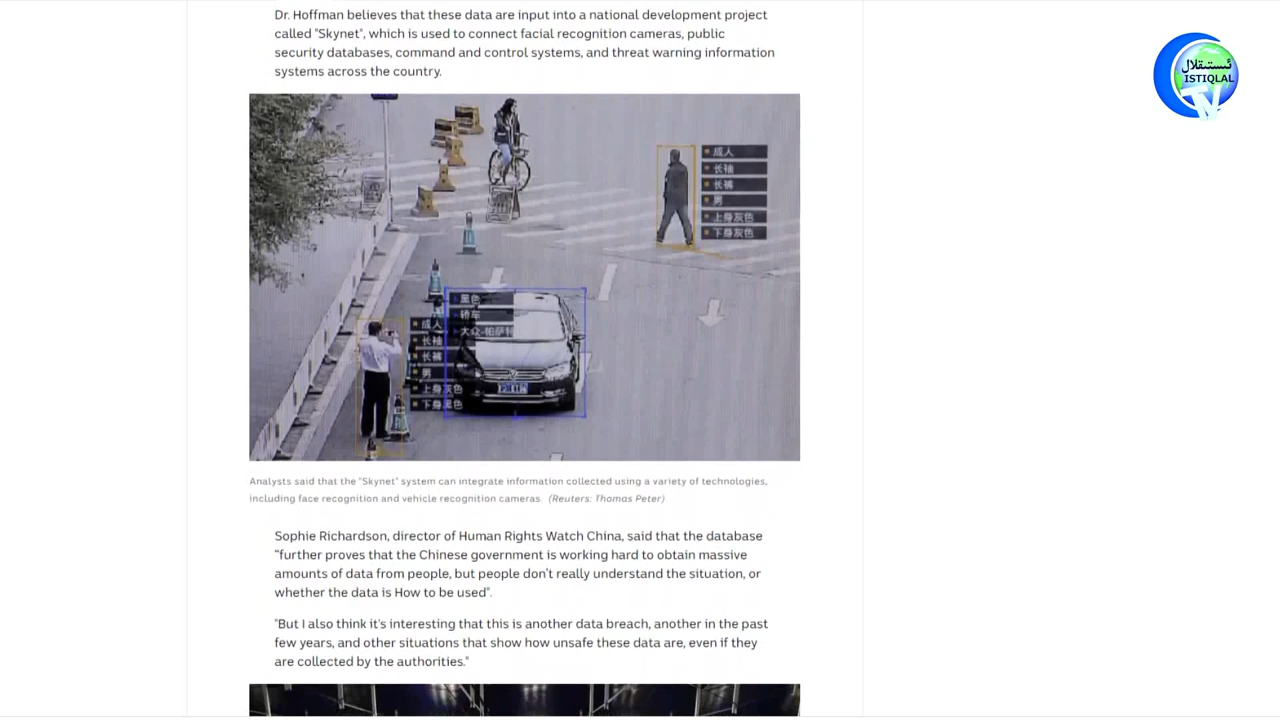 Dr. Hoffman believes that these data are input into a national development project
called "Skynet", which is used to connect facial recognition cameras, public
security databases, command and control systems, and threat warning information
systems across the country.
ئىستىقلال
ISTIQLAL
TV
成人
长袖
长裤
男
上身灰色
下身灰色
黑色
轿车
大众-帕萨特
成人
长袖
长裤
男
上身灰色
下身黑色
Analysts said that the "Skynet" system can integrate information collected using a variety of technologies,
including face recognition and vehicle recognition cameras (Reuters: Thomas Peter)
Sophie Richardson, director of Human Rights Watch China, said that the database
"further proves that the Chinese government is working hard to obtain massive
amounts of data from people, but people don't really understand the situation, or
whether the data is How to be used".
"But I also think it's interesting that this is another data breach, another in the past
few years, and other situations that show how unsafe these data are, even if they
are collected by the authorities."